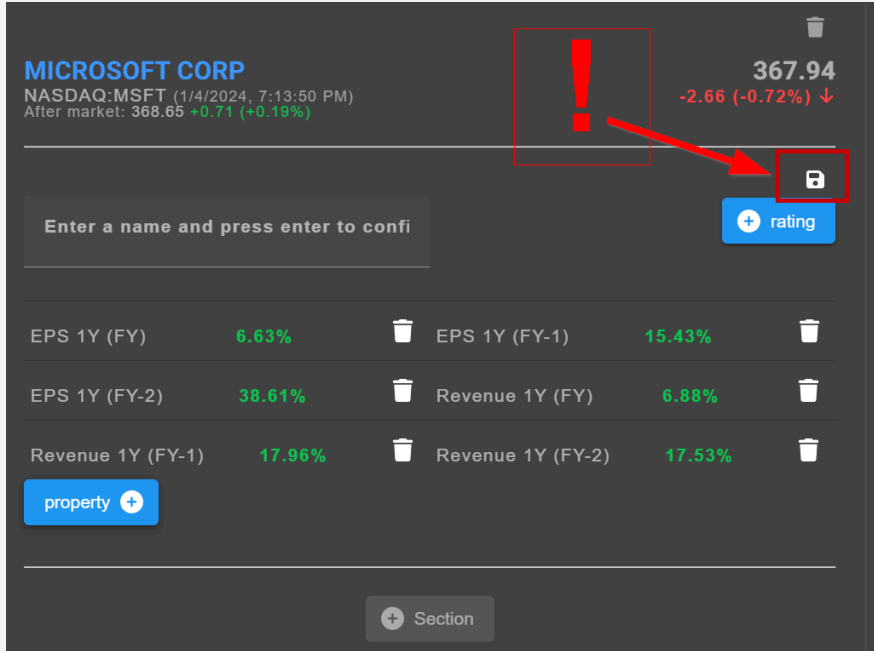 MICROSOFT CORP
367.94
NASDAQ:MSFT (1/4/2024, 7:13:50 PM)
-2.66 (-0.72%) ↓
After market: 368.65 +0.71 (+0.19%)
!
Enter a name and press enter to confi
rating
EPS 1Y (FY) 6.63% EPS 1Y (FY-1) 15.43%
EPS 1Y (FY-2) 38.61% Revenue 1Y (FY) 6.88%
Revenue 1Y (FY-1) 17.96% Revenue 1Y (FY-2) 17.53%
property
Section